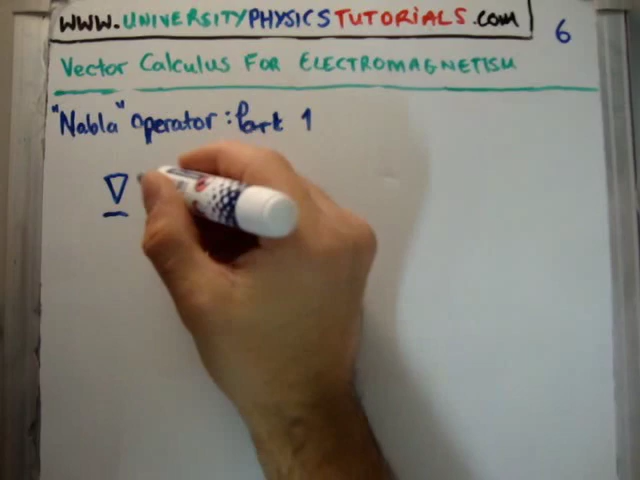 WWW.UNIVERSITYPHYSICSTUTORIALS.COM
6
Vector Calculus For ELECTROMAGNETISM
"Nabla" operator: Part 1
∇